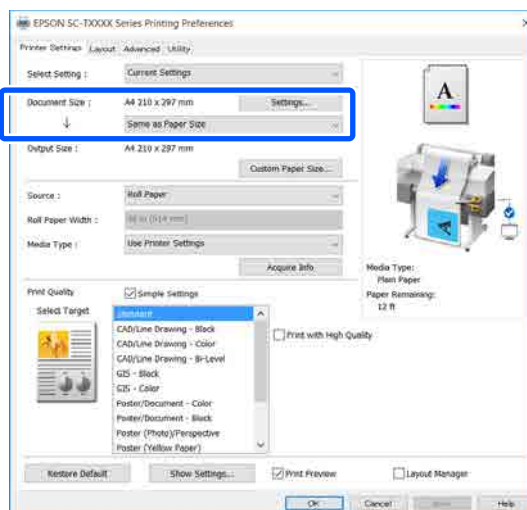 EPSON SC-TXXXX Series Printing Preferences
Printer Settings Layout Advanced Utility
Select Setting : Current Settings
Document Size : A4 210 x 297 mm Settings...
Same as Paper Size
Output Size : A4 210 x 297 mm
Custom Paper Size...
Source : Roll Paper
Roll Paper Width :
Media Type : Use Printer Settings
Acquire Info
Media Type:
Plain Paper
Paper Remaining:
12 ft
Print Quality Simple Settings
Select Target
Standard
CAD/Line Drawing - Black
CAD/Line Drawing - Color
CAD/Line Drawing - Bi-Level
GIS - Black
GIS - Color
Poster/Document - Color
Poster/Document - Black
Poster (Photo)/Perspective
Poster (Yellow Paper)
Print with High Quality
Restore Default Show Settings... Print Preview Layout Manager
OK Cancel Help
A
A